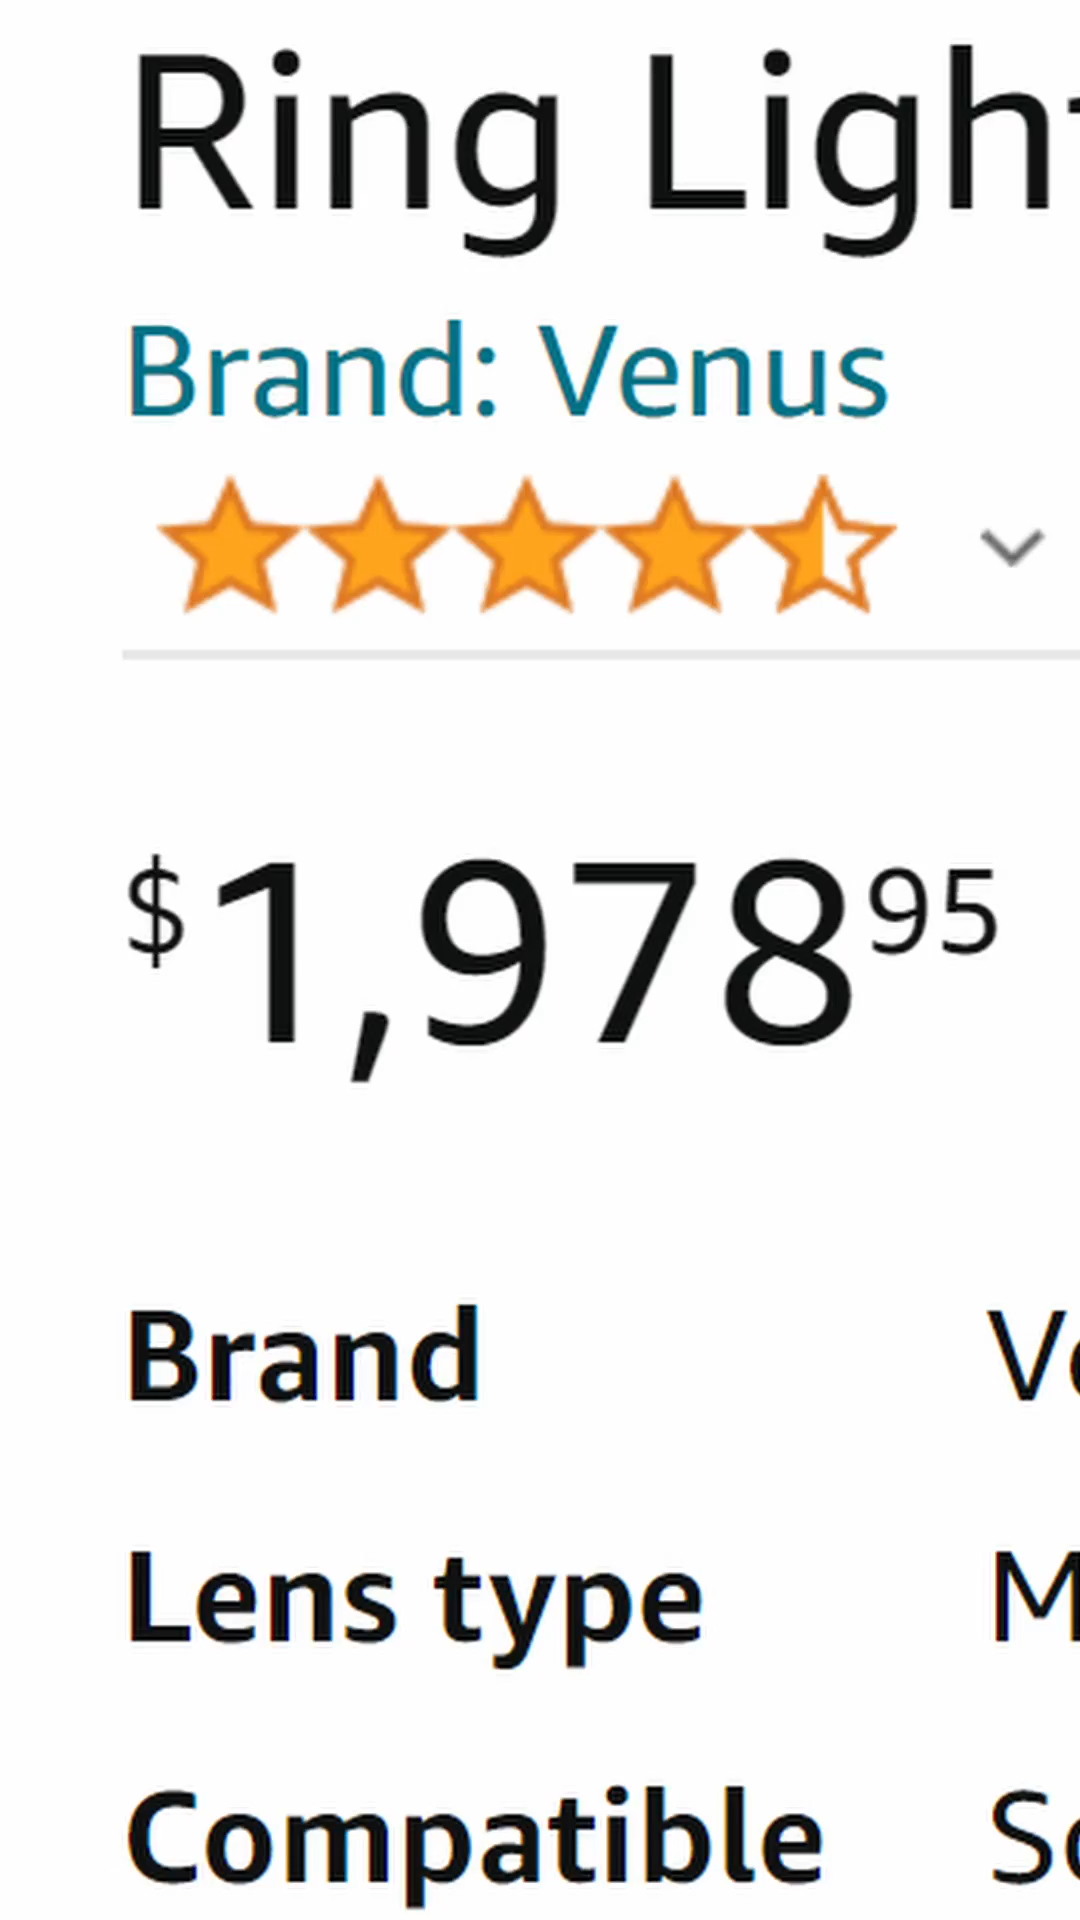 Ring Light
Brand: Venus
$1,978 95
Brand
Lens type
Compatible